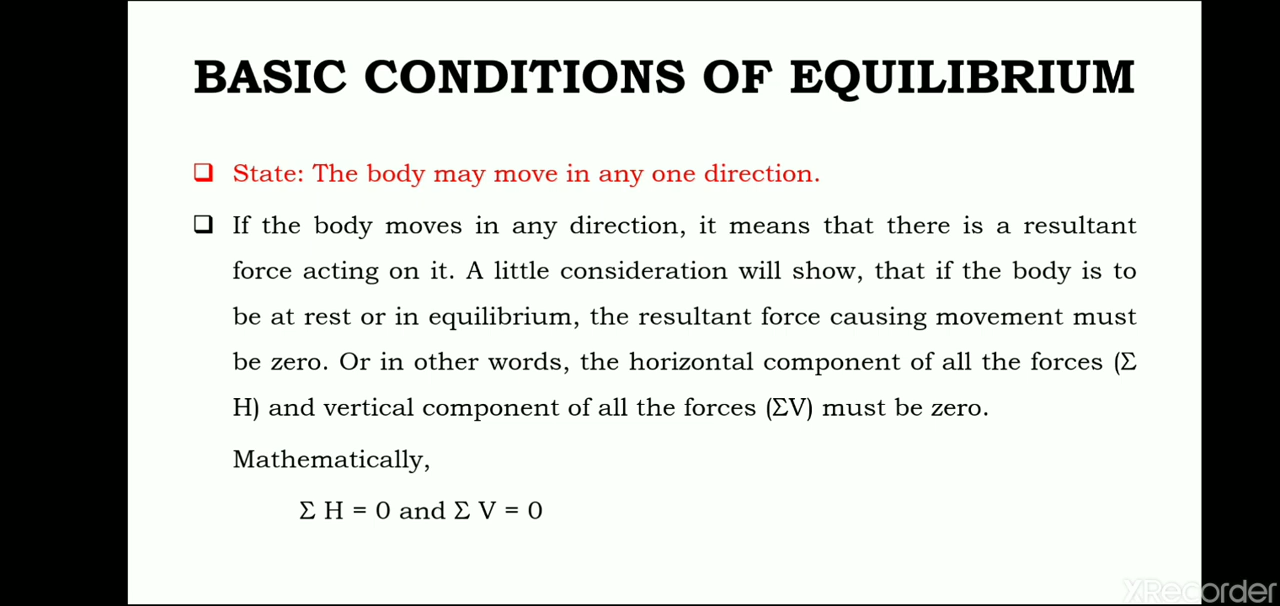 BASIC CONDITIONS OF EQUILIBRIUM
❑ State: The body may move in any one direction.
❑ If the body moves in any direction, it means that there is a resultant
force acting on it. A little consideration will show, that if the body is to
be at rest or in equilibrium, the resultant force causing movement must
be zero. Or in other words, the horizontal component of all the forces (Σ
H) and vertical component of all the forces (ΣV) must be zero.
Mathematically,
Σ H = 0 and Σ V = 0
XRecorder